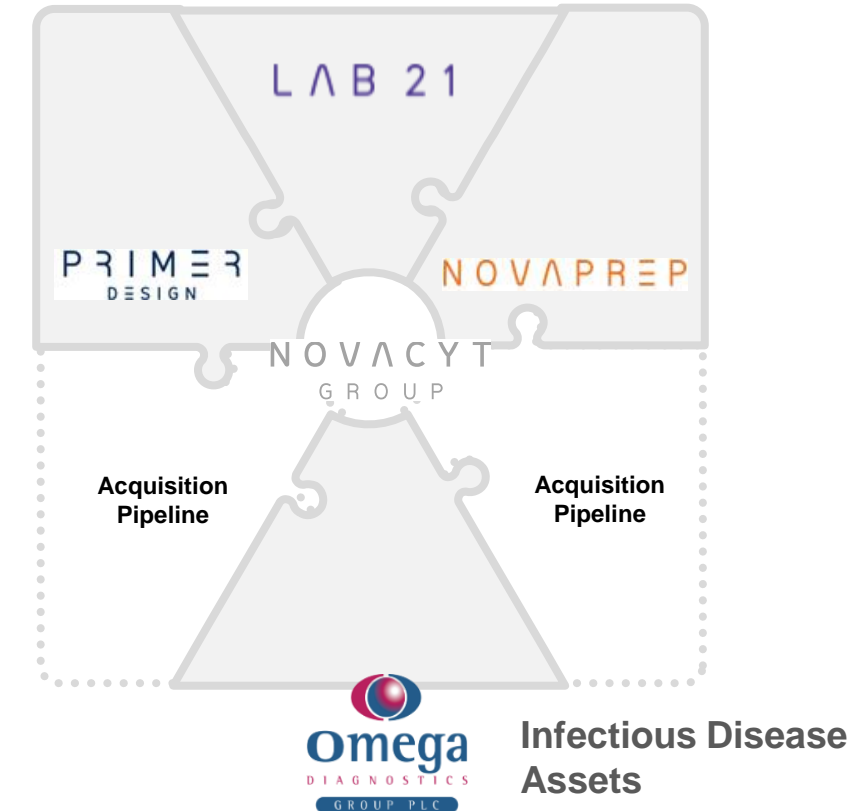 LAB 21
PRIMER
DESIGN
NOVAPREP
NOVACYT
GROUP
Acquisition
Pipeline
Acquisition
Pipeline
Omega
DIAGNOSTICS
GROUP PLC
Infectious Disease
Assets